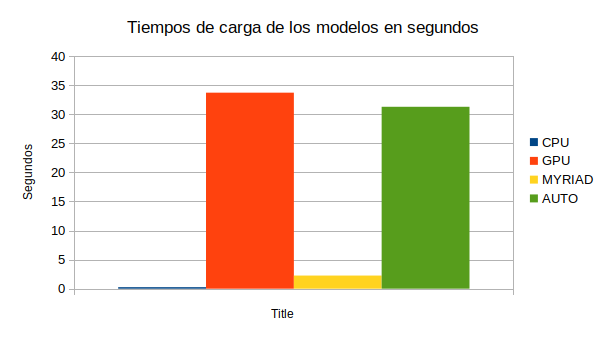 Tiempos de carga de los modelos en segundos
40
35
30
25
20
15
10
5
0
Segundos
Title
CPU
GPU
MYRIAD
AUTO